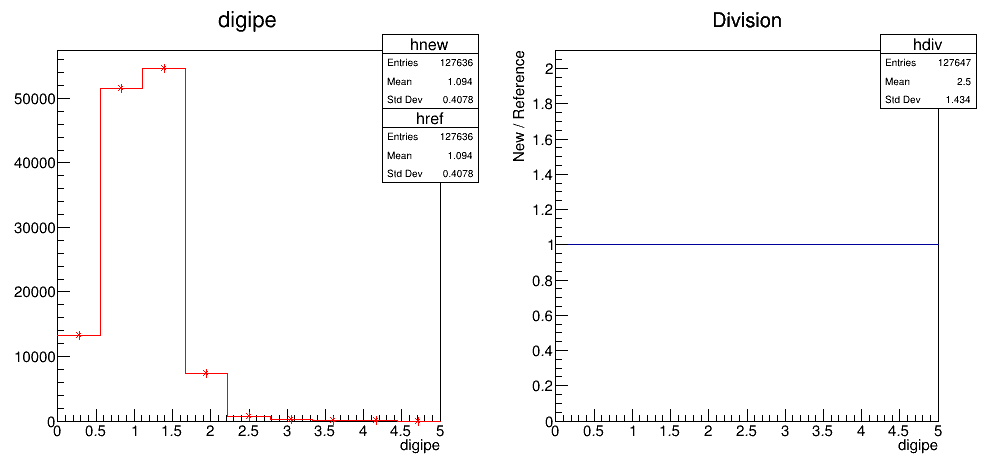 digipe
hnew
Entries 127636
Mean 1.094
Std Dev 0.4078
href
Entries 127636
Mean 1.094
Std Dev 0.4078
50000
40000
30000
20000
10000
0
0 0.5 1 1.5 2 2.5 3 3.5 4 4.5 5
digipe
Division
hdiv
Entries 127647
Mean 2.5
Std Dev 1.434
New / Reference
2
1.8
1.6
1.4
1.2
1
0.8
0.6
0.4
0.2
0
0 0.5 1 1.5 2 2.5 3 3.5 4 4.5 5
digipe